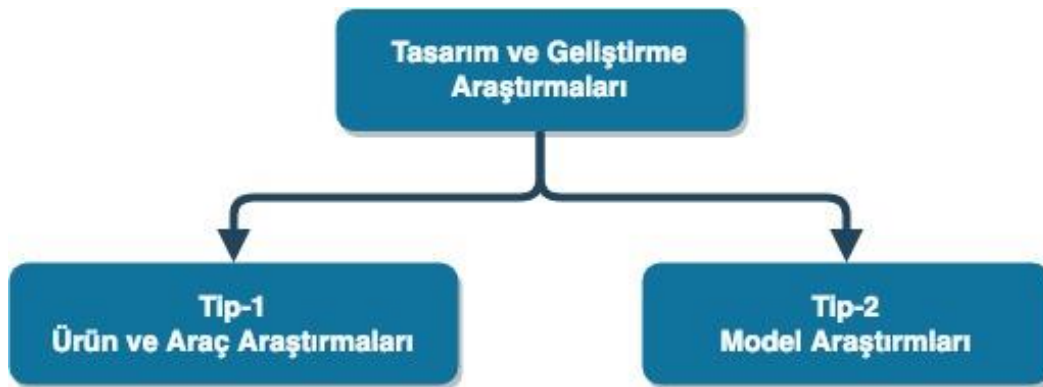 Tasarım ve Geliştirme
Araştırmaları
Tip-1
Ürün ve Araç Araştırmaları
Tip-2
Model Araştırmları